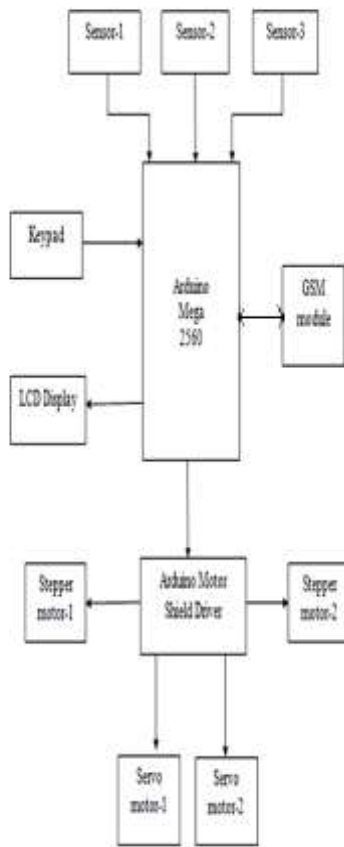 Sensor-1
Sensor-2
Sensor-3
Keypad
Arduino
Mega
2560
GSM
module
LCD Display
Stepper
motor-1
Arduino Motor
Shield Driver
Stepper
motor-2
Servo
motor-1
Servo
motor-2